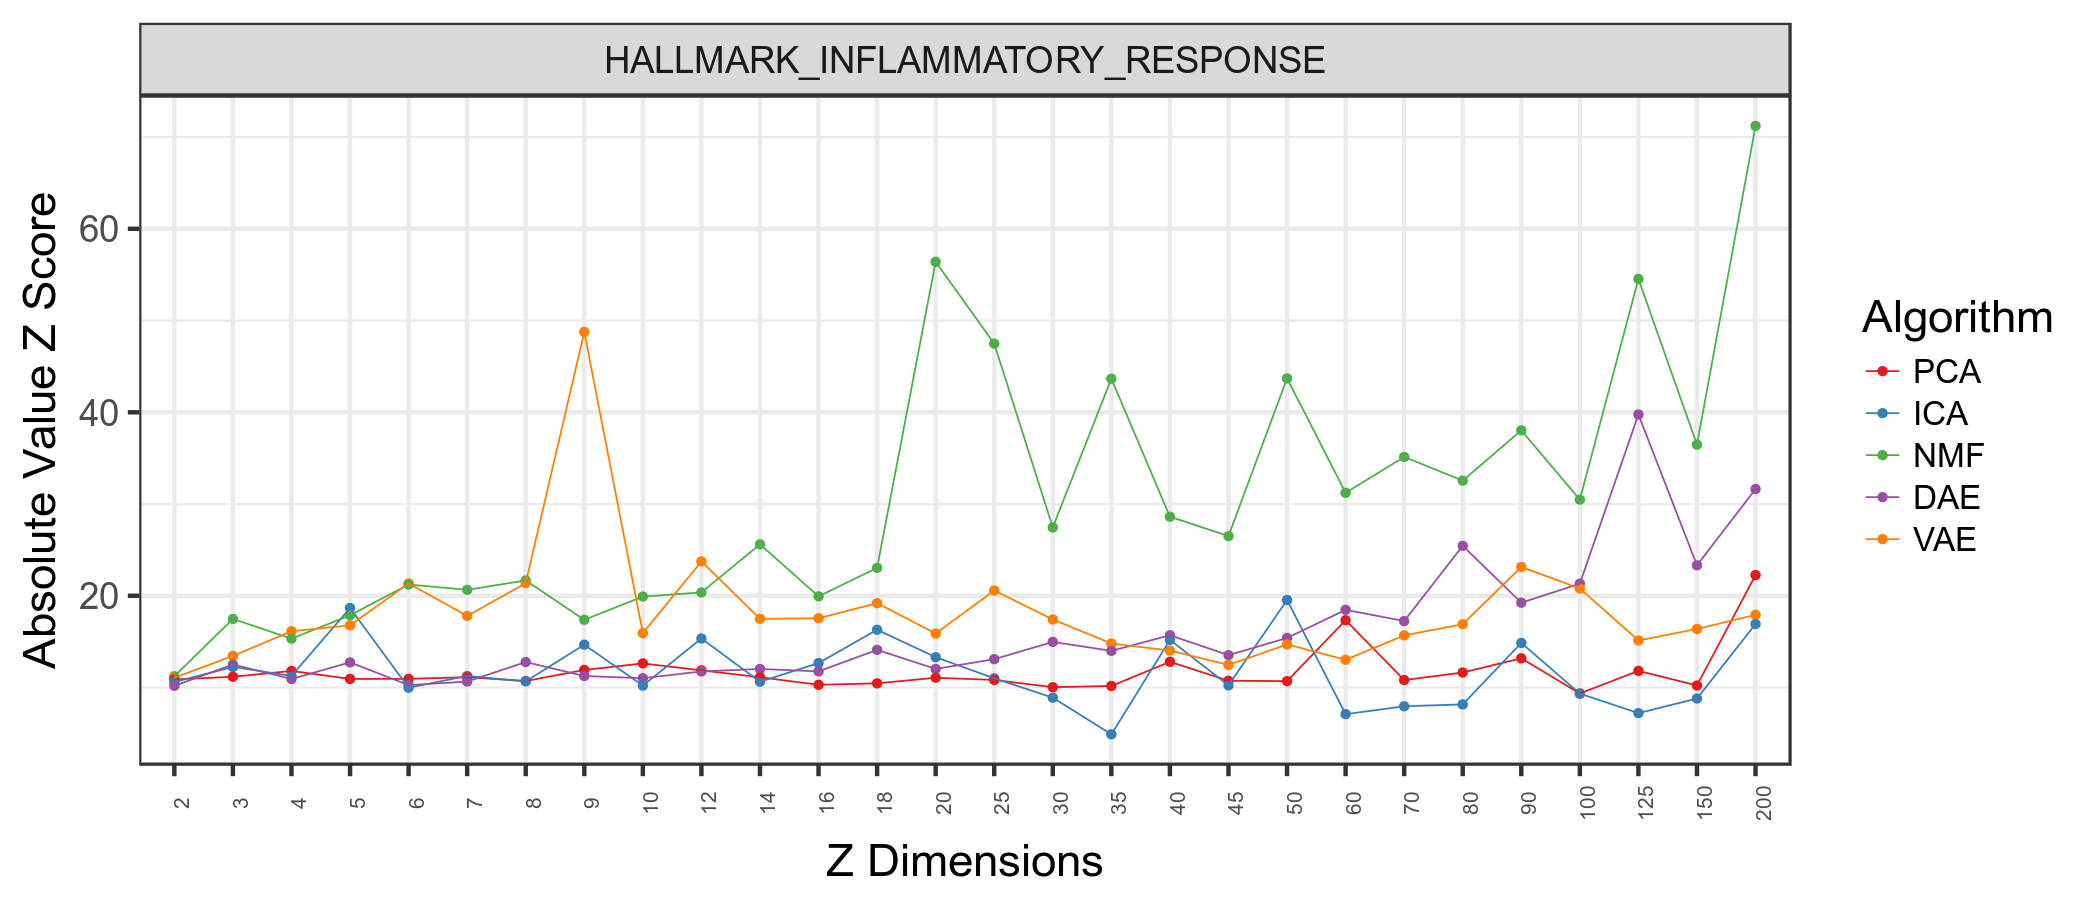 HALLMARK_INFLAMMATORY_RESPONSE
Absolute Value Z Score
60
40
20
2 3 4 5 6 7 8 9 10 12 14 16 18 20 25 30 35 40 45 50 60 70 80 90 100 125 150 200
Z Dimensions
Algorithm
PCA
ICA
NMF
DAE
VAE